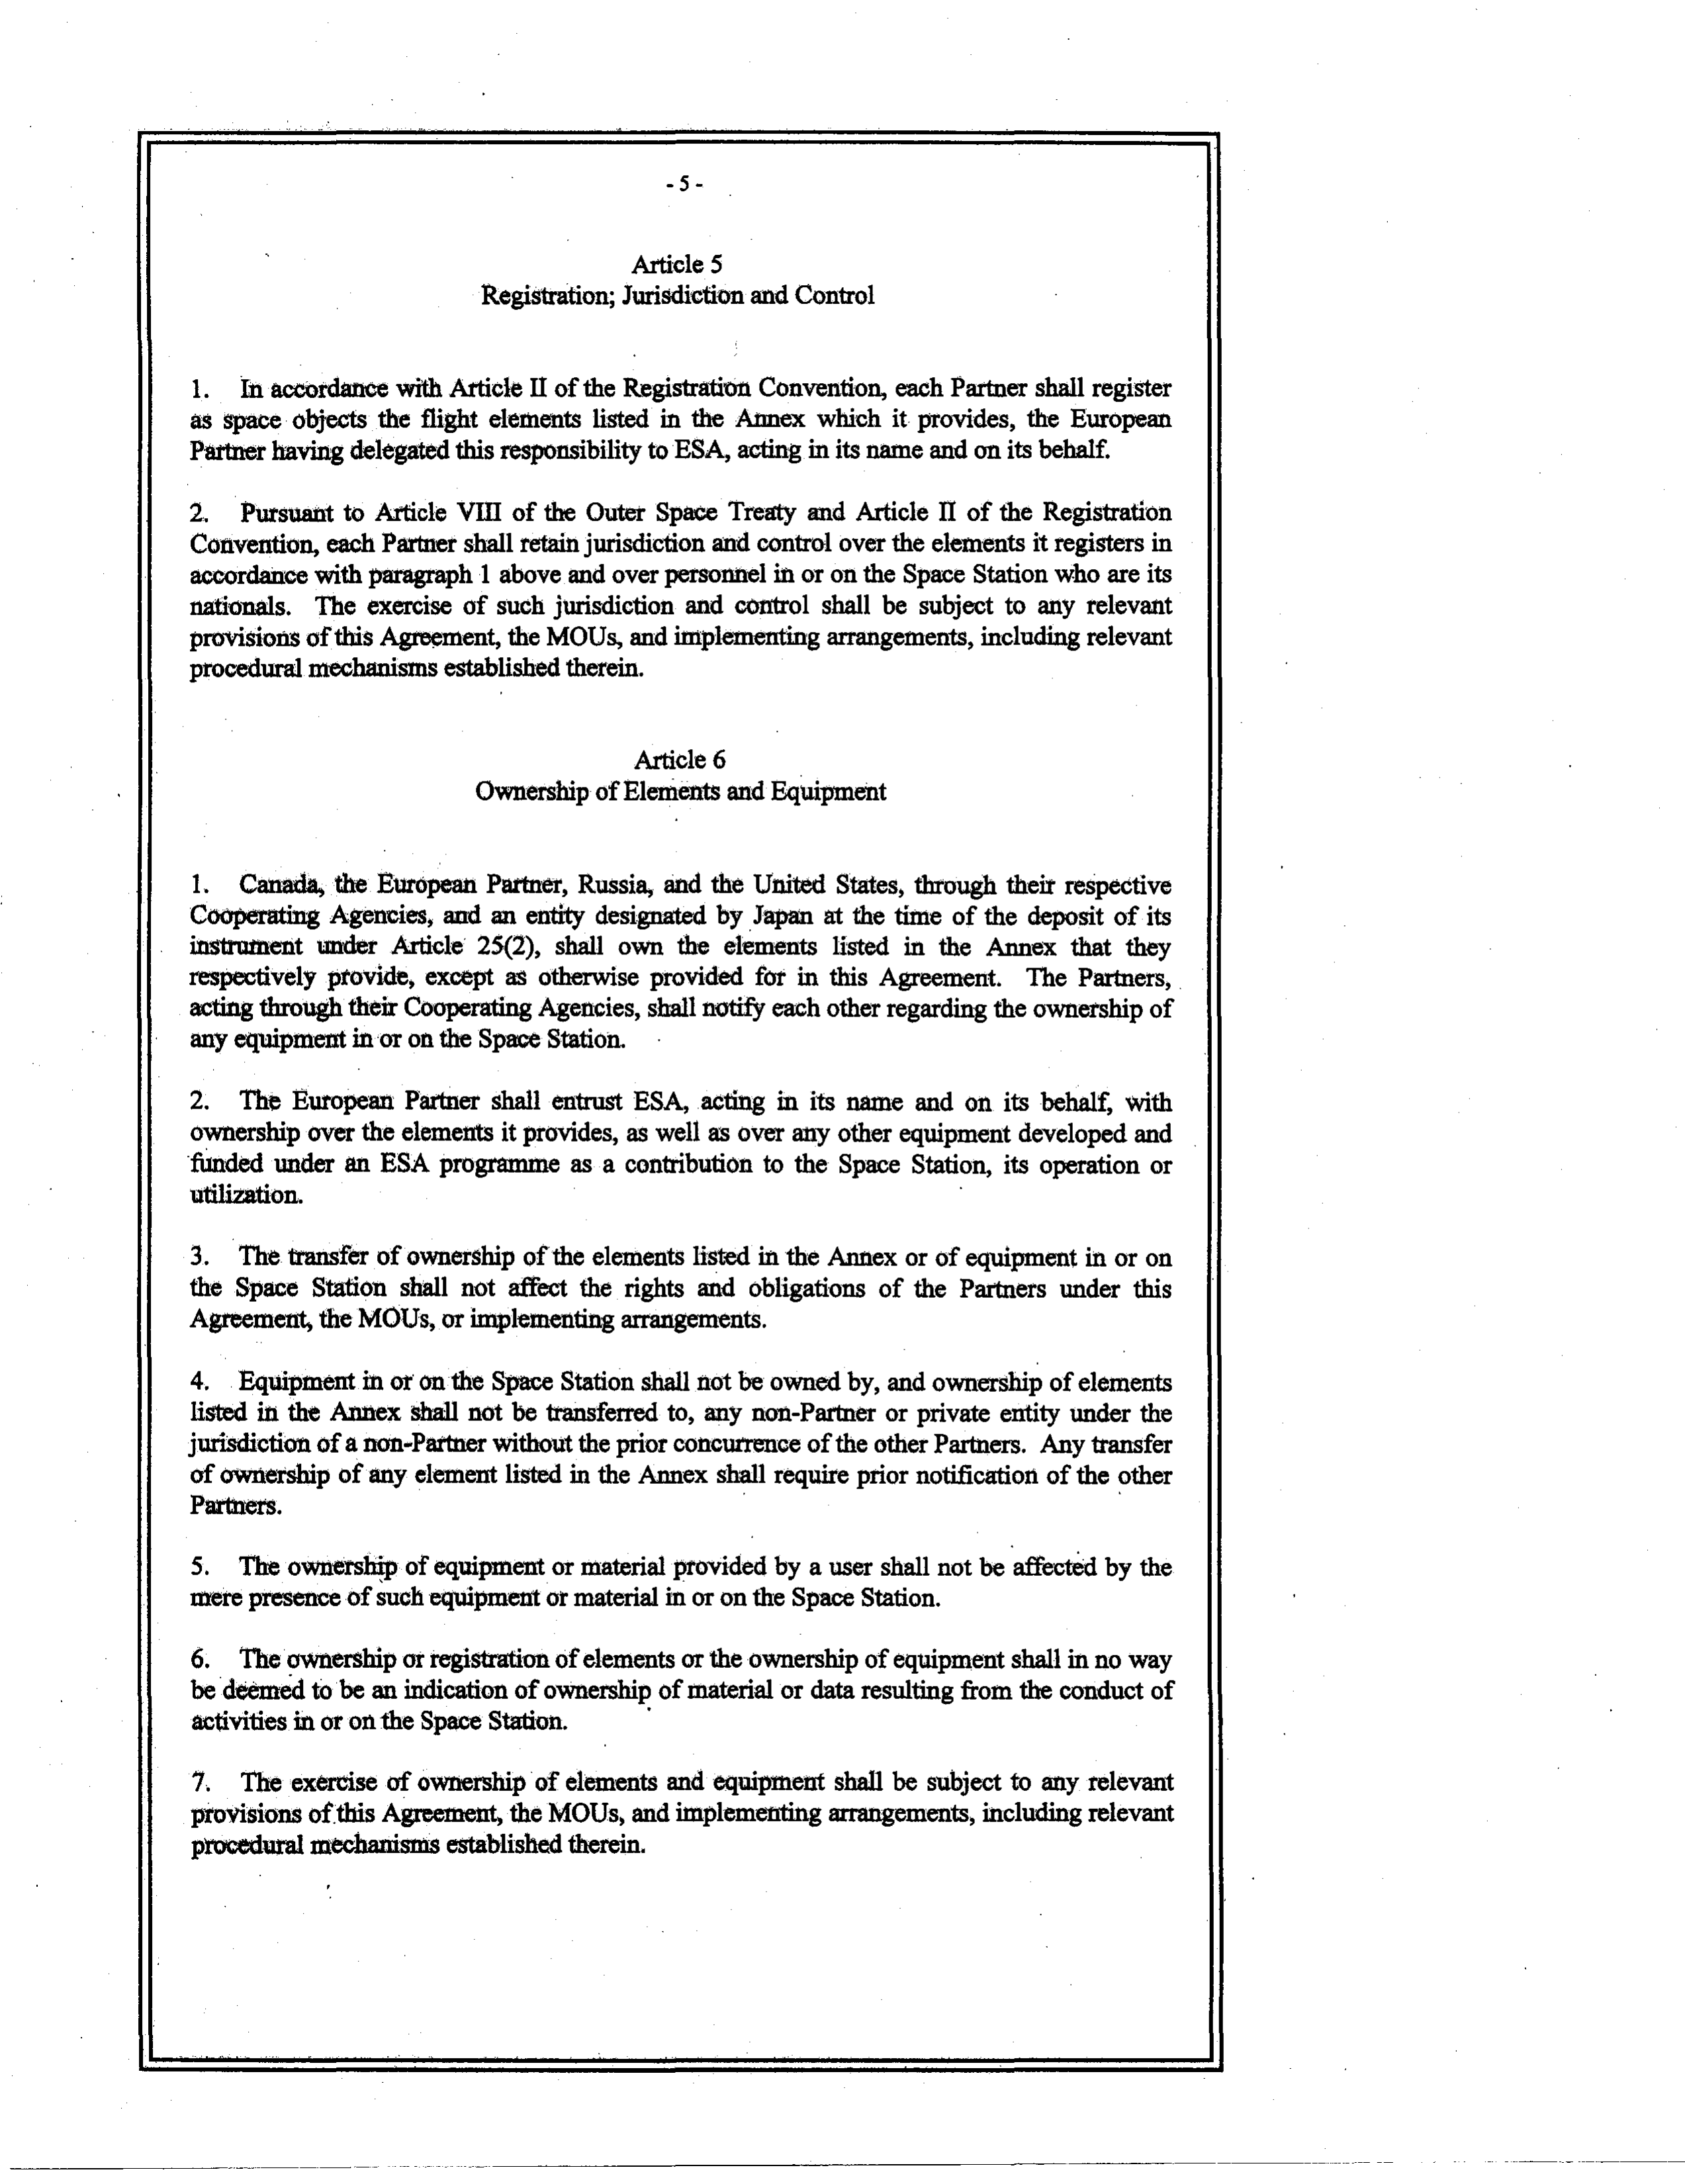 - 5 -
Article 5
Registration; Jurisdiction and Control
1. In accordance with Article II of the Registration Convention, each Partner shall register
as space objects the flight elements listed in the Annex which it provides, the European
Partner having delegated this responsibility to ESA, acting in its name and on its behalf.
2. Pursuant to Article VIII of the Outer Space Treaty and Article II of the Registration
Convention, each Partner shall retain jurisdiction and control over the elements it registers in
accordance with paragraph 1 above and over personnel in or on the Space Station who are its
nationals. The exercise of such jurisdiction and control shall be subject to any relevant
provisions of this Agreement, the MOUs, and implementing arrangements, including relevant
procedural mechanisms established therein.
Article 6
Ownership of Elements and Equipment
1. Canada, the European Partner, Russia, and the United States, through their respective
Cooperating Agencies, and an entity designated by Japan at the time of the deposit of its
instrument under Article 25(2), shall own the elements listed in the Annex that they
respectively provide, except as otherwise provided for in this Agreement. The Partners,
acting through their Cooperating Agencies, shall notify each other regarding the ownership of
any equipment in or on the Space Station.
2. The European Partner shall entrust ESA, acting in its name and on its behalf, with
ownership over the elements it provides, as well as over any other equipment developed and
funded under an ESA programme as a contribution to the Space Station, its operation or
utilization.
3. The transfer of ownership of the elements listed in the Annex or of equipment in or on
the Space Station shall not affect the rights and obligations of the Partners under this
Agreement, the MOUs, or implementing arrangements.
4. Equipment in or on the Space Station shall not be owned by, and ownership of elements
listed in the Annex shall not be transferred to, any non-Partner or private entity under the
jurisdiction of a non-Partner without the prior concurrence of the other Partners. Any transfer
of ownership of any element listed in the Annex shall require prior notification of the other
Partners.
5. The ownership of equipment or material provided by a user shall not be affected by the
mere presence of such equipment or material in or on the Space Station.
6. The ownership or registration of elements or the ownership of equipment shall in no way
be deemed to be an indication of ownership of material or data resulting from the conduct of
activities in or on the Space Station.
7. The exercise of ownership of elements and equipment shall be subject to any relevant
provisions of this Agreement, the MOUs, and implementing arrangements, including relevant
procedural mechanisms established therein.